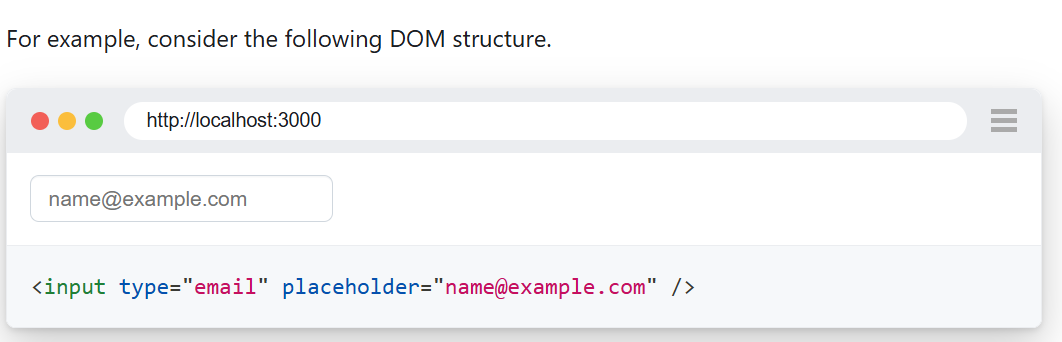 For example, consider the following DOM structure.
http://localhost:3000
name@example.com
<input type="email" placeholder="name@example.com" />